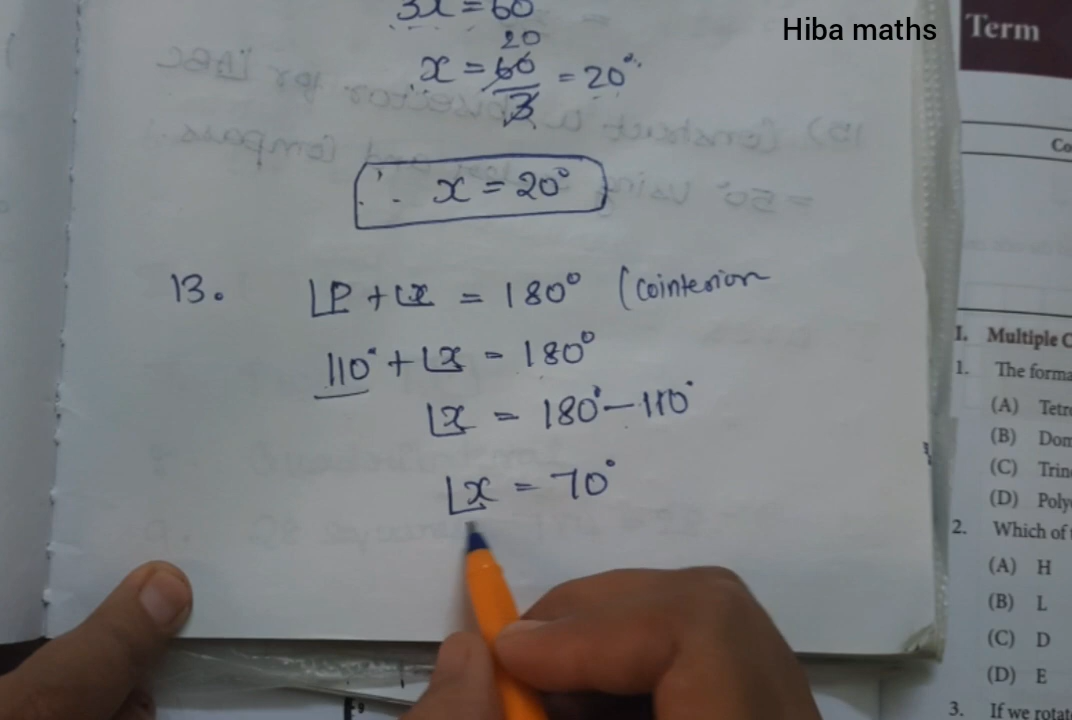 Hiba maths
3x = 60
20
x = 60 = 20°
3
∴ x = 20°
13. ∠P + ∠x = 180° (cointerior
110° + ∠x = 180°
∠x = 180° – 110°
∠x = 70°
Term
Co
I. Multiple C
1. The forma
(A) Tetr
(B) Dom
(C) Trin
(D) Poly
2. Which of
(A) H
(B) L
(C) D
(D) E
3. If we rotat